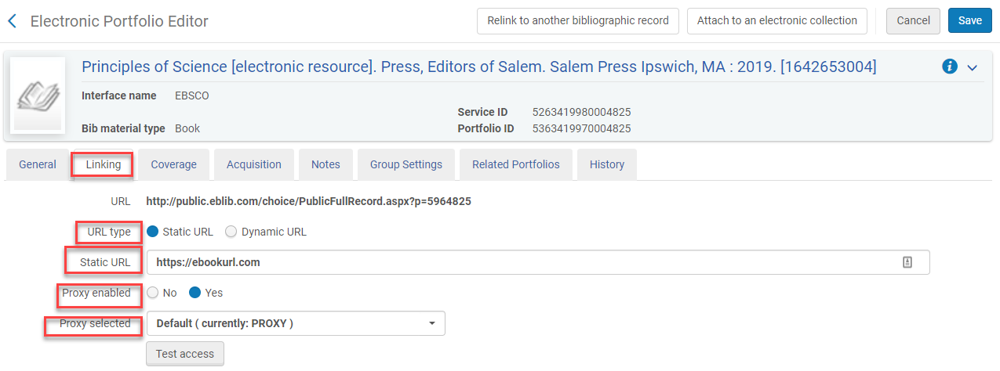 Electronic Portfolio Editor
Relink to another bibliographic record
Attach to an electronic collection
Cancel
Save
Principles of Science [electronic resource]. Press, Editors of Salem. Salem Press Ipswich, MA : 2019. [1642653004]
Interface name EBSCO
Service ID 5263419980004825
Bib material type Book
Portfolio ID 5363419970004825
General Linking Coverage Acquisition Notes Group Settings Related Portfolios History
URL http://public.eblib.com/choice/PublicFullRecord.aspx?p=5964825
URL type Static URL Dynamic URL
Static URL https://ebookurl.com
Proxy enabled No Yes
Proxy selected Default ( currently: PROXY )
Test access